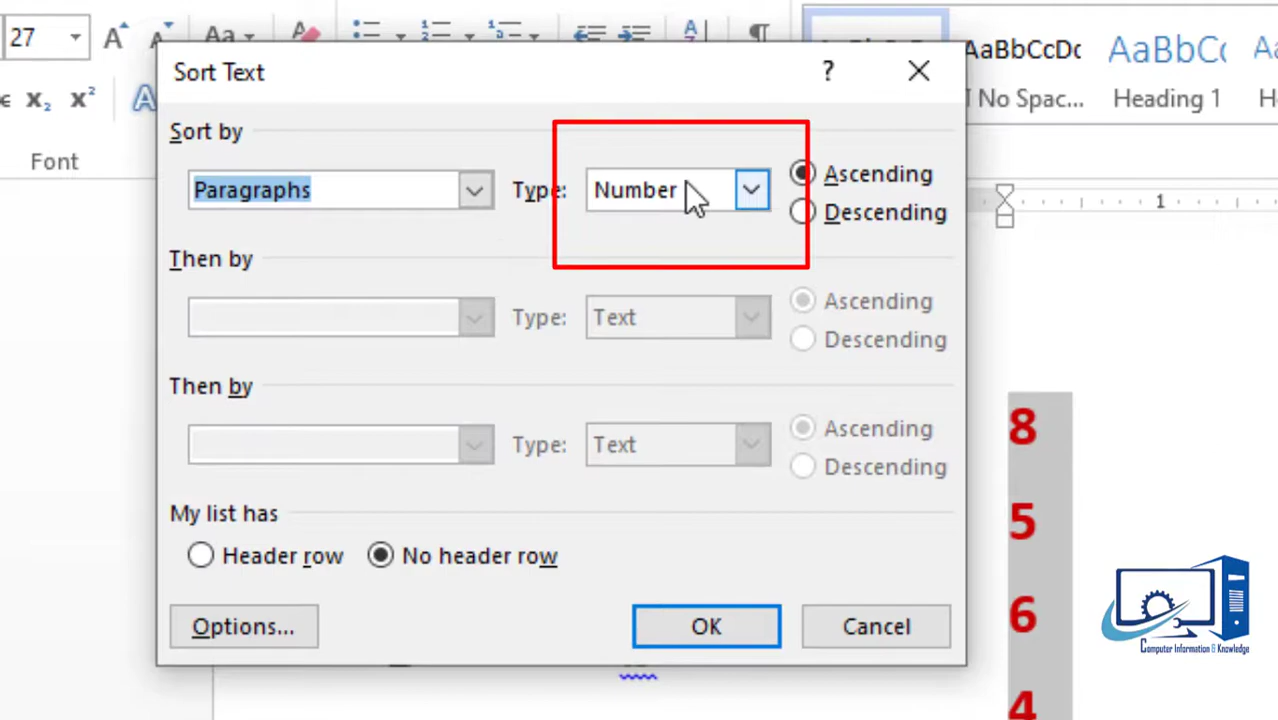 27 A A Aa
AaBbCcDc AaBbC
x₂ x² A No Spac... Heading 1
Font
Sort Text ? 
Sort by
Paragraphs Type: Number Ascending
Descending
1
Then by
Type: Text Ascending
Descending
Then by
Type: Text Ascending
Descending
My list has
Header row No header row
Options... OK Cancel
8
5
6
4
Computer Information & Knowledge